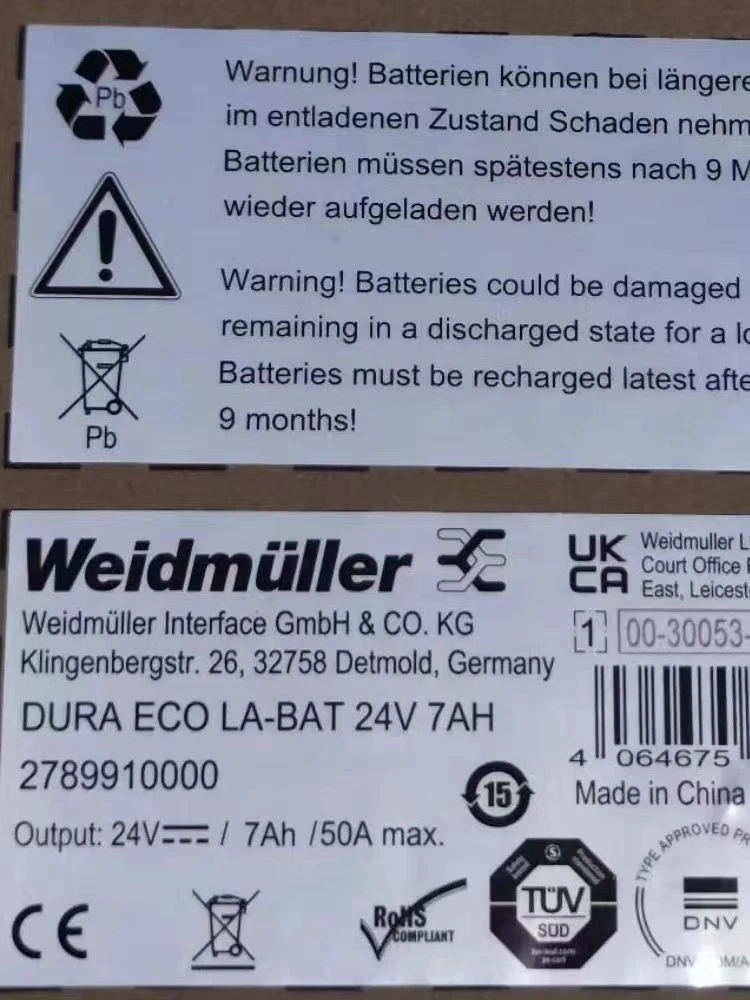 Pb
Warnung! Batterien können bei längere
im entladenen Zustand Schaden nehm
Batterien müssen spätestens nach 9 M
wieder aufgeladen werden!
Warning! Batteries could be damaged
remaining in a discharged state for a lo
Batteries must be recharged latest afte
9 months!
Pb
Weidmüller
UK
CA
Weidmuller L
Court Office
East, Leicest
Weidmüller Interface GmbH & CO. KG
Klingenbergstr. 26, 32758 Detmold, Germany
1 00-30053-
DURA ECO LA-BAT 24V 7AH
2789910000
4 064675
15
Made in China
Output: 24V⎓ / 7Ah /50A max.
CE
RoHS
COMPLIANT
TÜV
SÜD
TYPE APPROVED PR
DNV